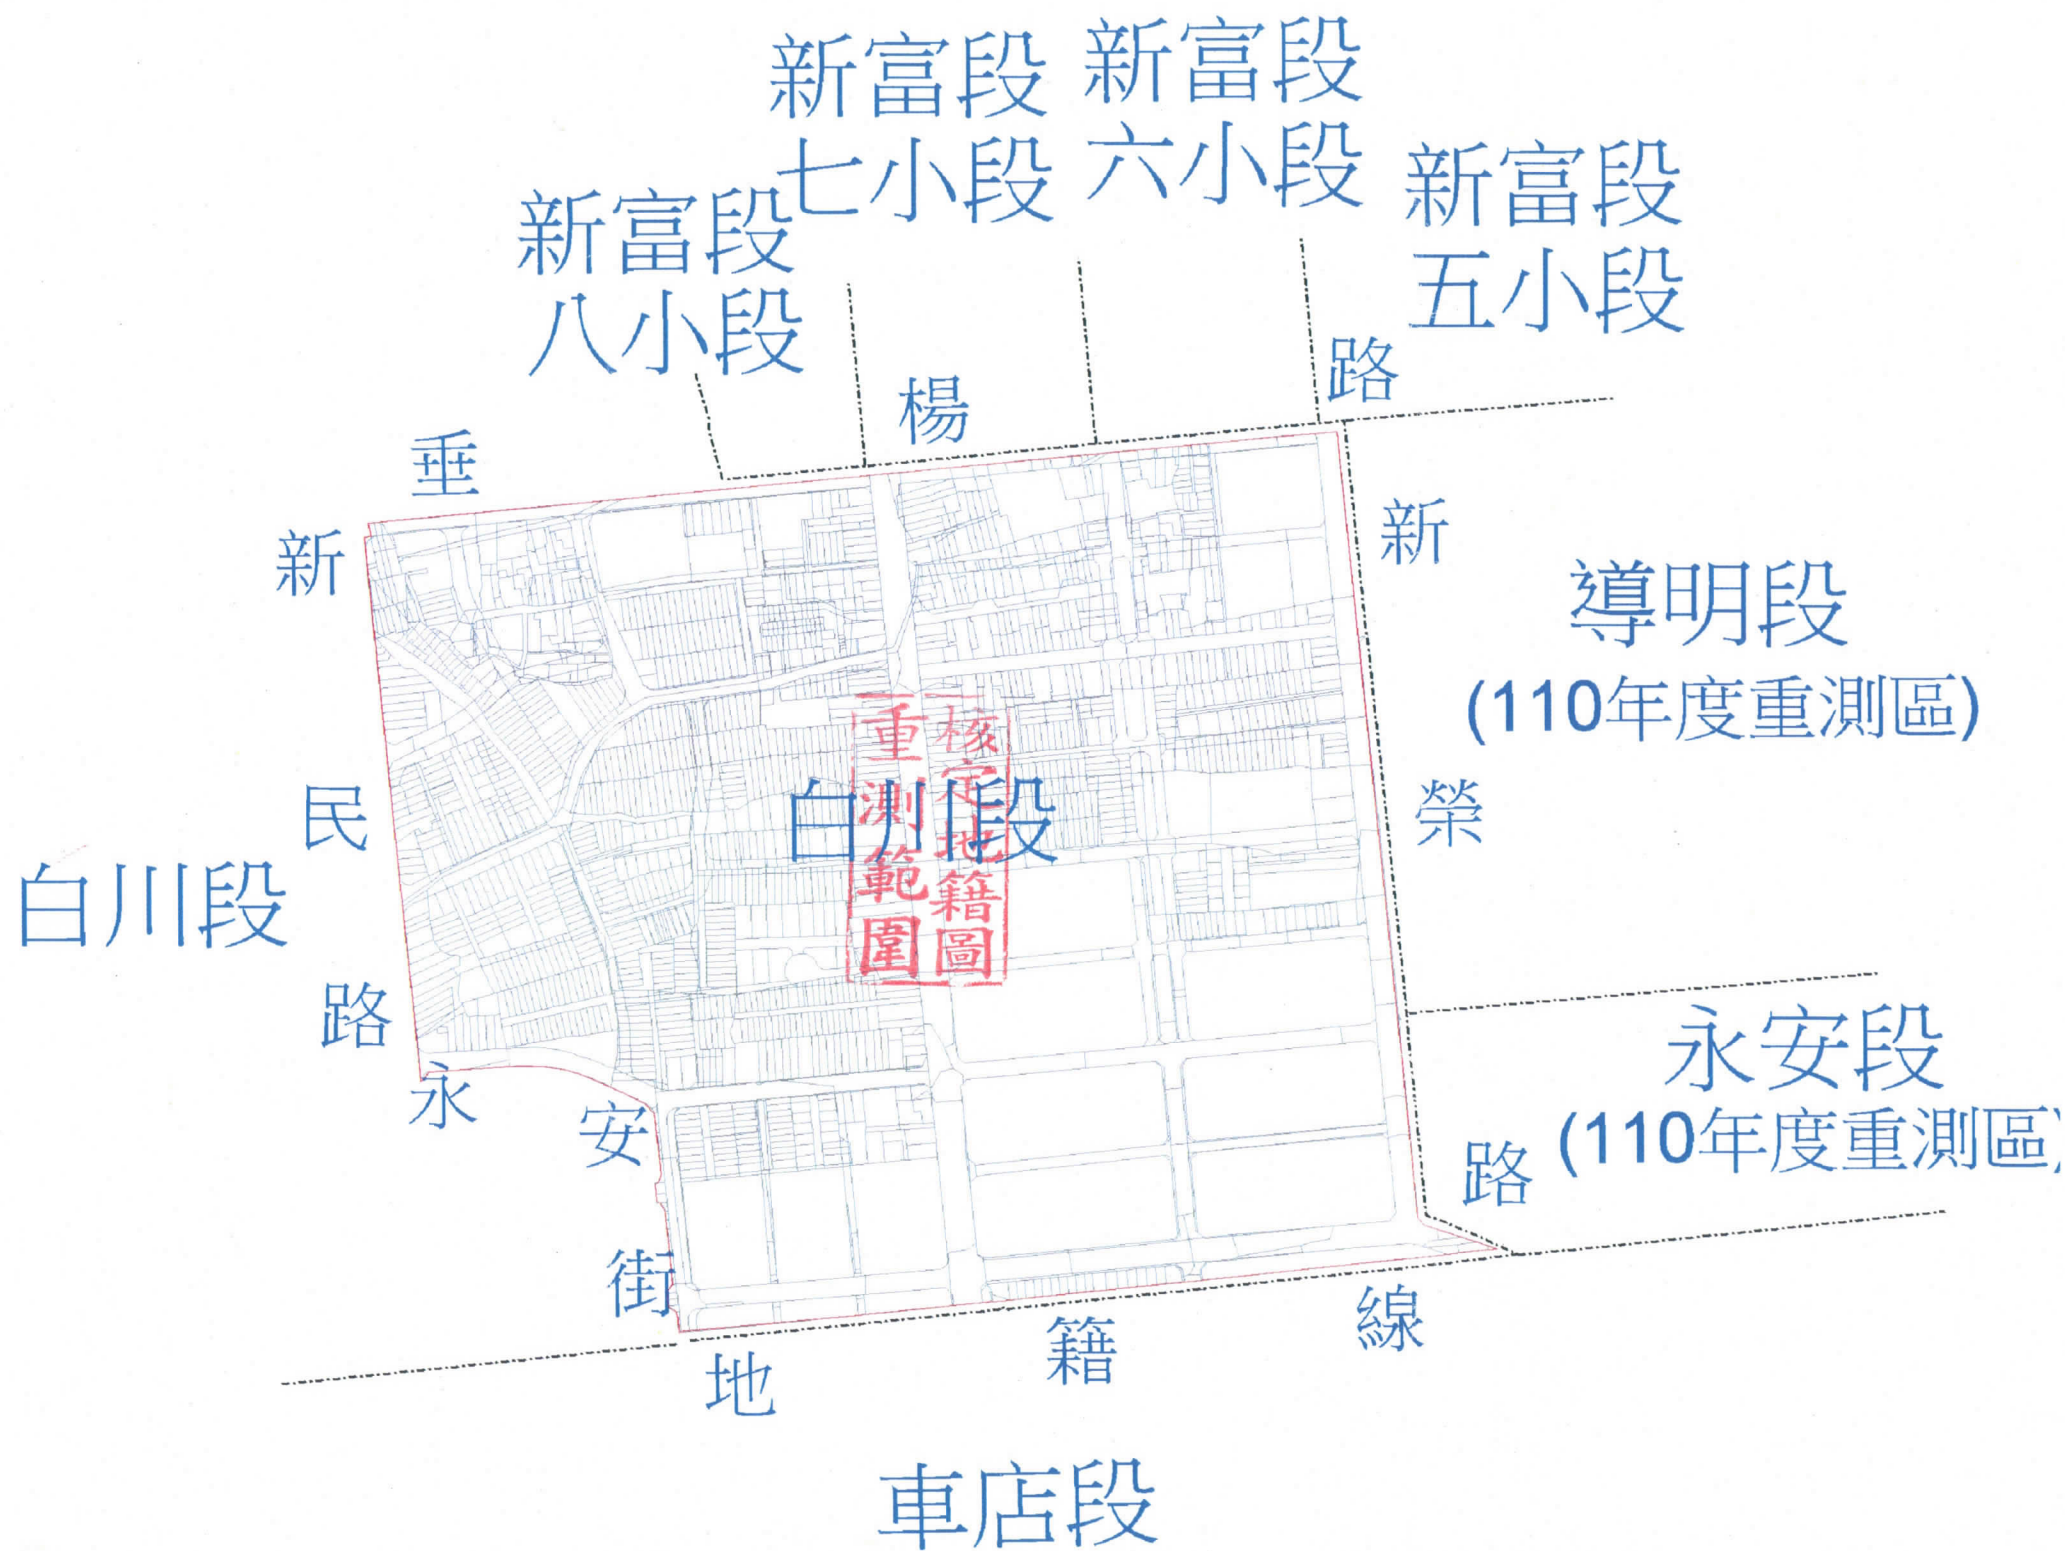 新富段
七小段
新富段
六小段
新富段
五小段
新富段
八小段
垂楊路
新民路
新榮路
導明段
(110年度重測區)
白川段
白川段
核定地籍圖
重測範圍
永安段
(110年度重測區)
永安街
地籍線
車店段